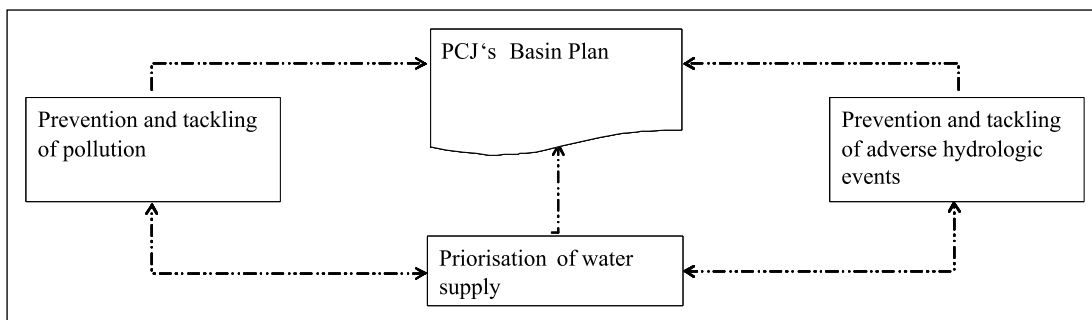 PCJ‘s Basin Plan
Prevention and tackling
of pollution
Prevention and tackling
of adverse hydrologic
events
Priorisation of water
supply